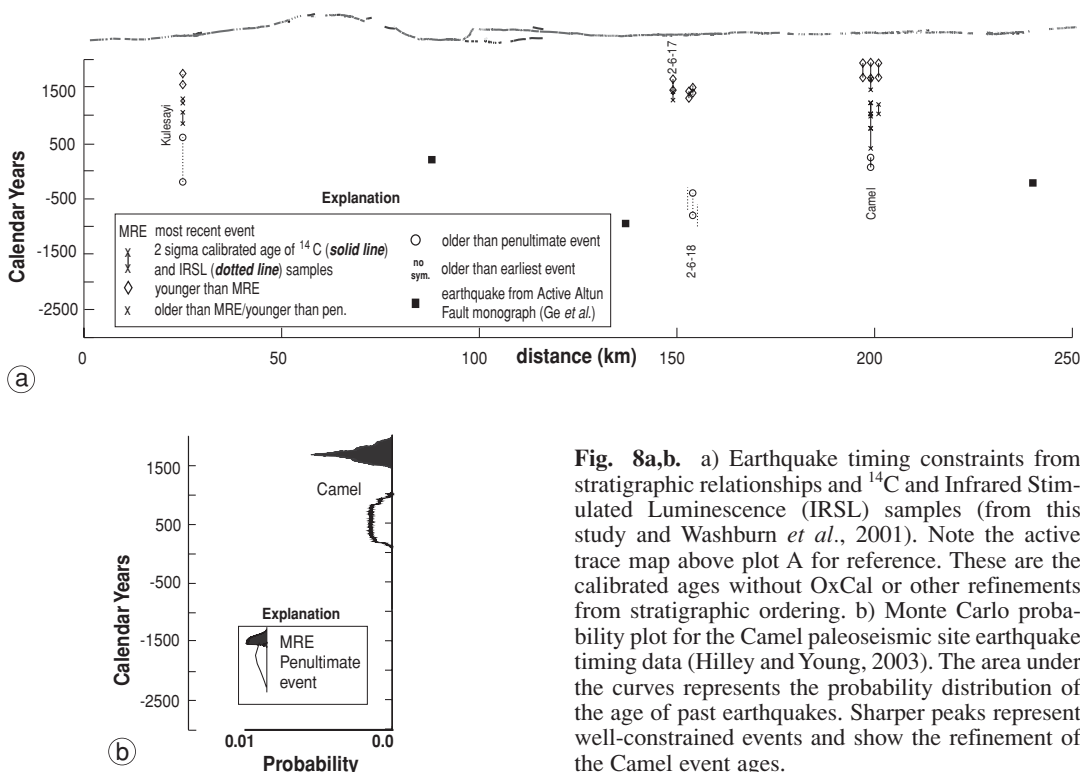 1500
500
-500
-1500
-2500
Calendar Years
Kulesayi
2-6-17
2-6-18
Camel
Explanation
MRE most recent event
2 sigma calibrated age of 14C (solid line)
and IRSL (dotted line) samples
younger than MRE
x older than MRE/younger than pen.
older than penultimate event
no sym. older than earliest event
earthquake from Active Altun
Fault monograph (Ge et al.)
0 50 100 distance (km) 150 200 250
a
1500
500
-500
-1500
-2500
Calendar Years
Camel
Explanation
MRE
Penultimate
event
0.01 0.0
Probability
b
Fig. 8a,b. a) Earthquake timing constraints from
stratigraphic relationships and 14C and Infrared Stim-
ulated Luminescence (IRSL) samples (from this
study and Washburn et al., 2001). Note the active
trace map above plot A for reference. These are the
calibrated ages without OxCal or other refinements
from stratigraphic ordering. b) Monte Carlo proba-
bility plot for the Camel paleoseismic site earthquake
timing data (Hilley and Young, 2003). The area under
the curves represents the probability distribution of
the age of past earthquakes. Sharper peaks represent
well-constrained events and show the refinement of
the Camel event ages.